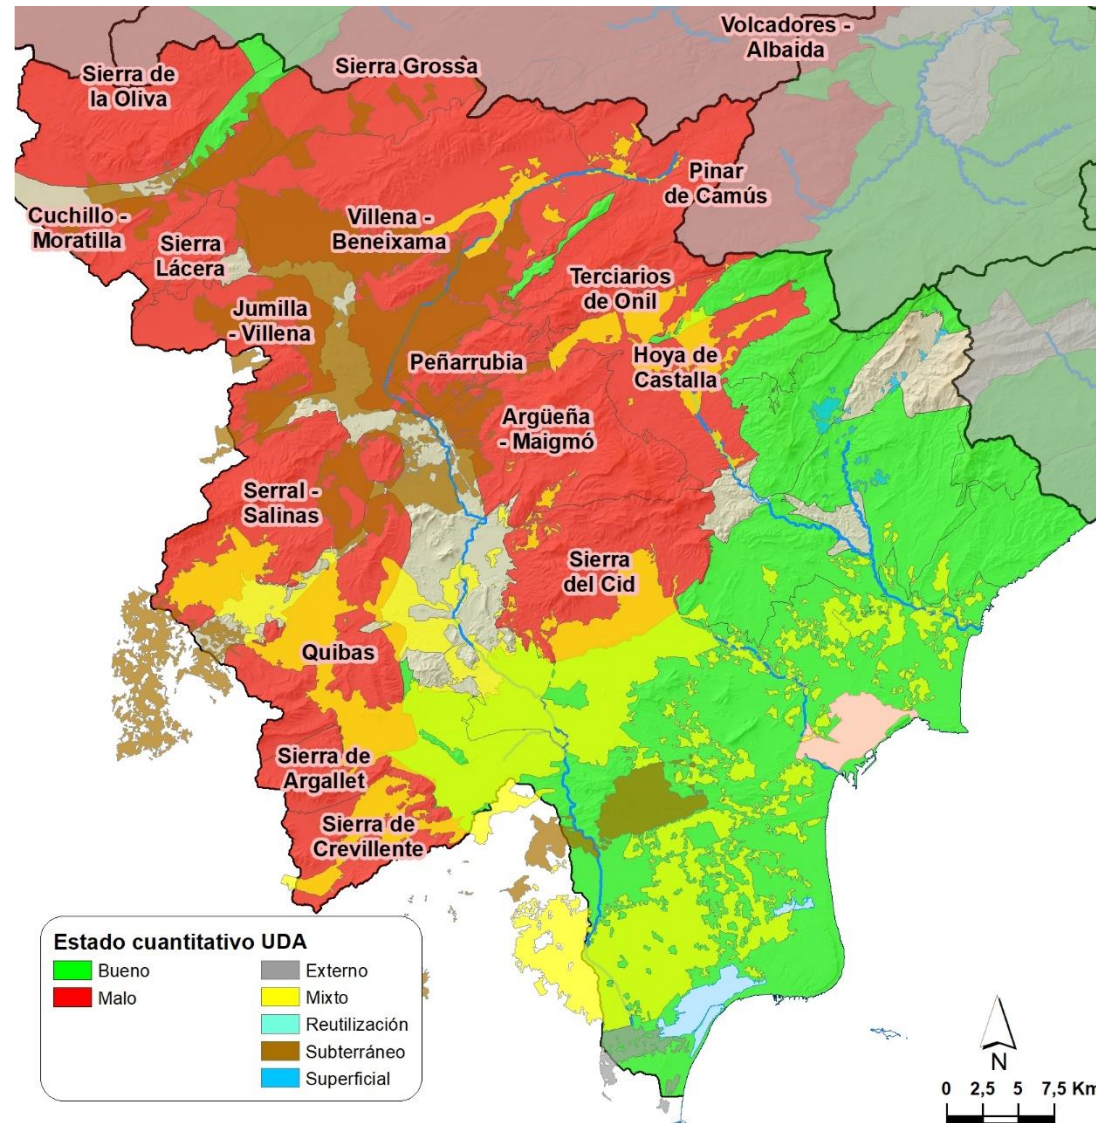 Volcadores -
Albaida
Sierra de
la Oliva
Sierra Grossa
Pinar
de Camús
Cuchillo -
Moratilla
Sierra
Lácera
Villena -
Beneixama
Terciarios
de Onil
Jumilla
- Villena
Peñarrubia
Hoya de
Castalla
Argüeña
- Maigmó
Serral -
Salinas
Sierra
del Cid
Quibas
Sierra de
Argallet
Sierra de
Crevillente
Estado cuantitativo UDA
Bueno
Malo
Externo
Mixto
Reutilización
Subterráneo
Superficial
N
0 2,5 5 7,5 Km